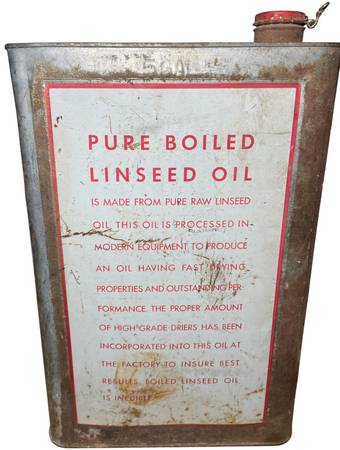 PURE BOILED
LINSEED OIL
IS MADE FROM PURE RAW LINSEED
OIL. THIS OIL IS PROCESSED IN
MODERN EQUIPMENT TO PRODUCE
AN OIL HAVING FAST DRYING
PROPERTIES AND OUTSTANDING PER-
FORMANCE. THE PROPER AMOUNT
OF HIGH GRADE DRIERS HAS BEEN
INCORPORATED INTO THIS OIL AT
THE FACTORY TO INSURE BEST
RESULTS. BOILED LINSEED OIL
IS INEDIBLE.